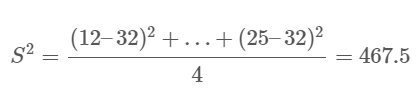 S² = (12–32)² + . . . + (25–32)² / 4 = 467.5